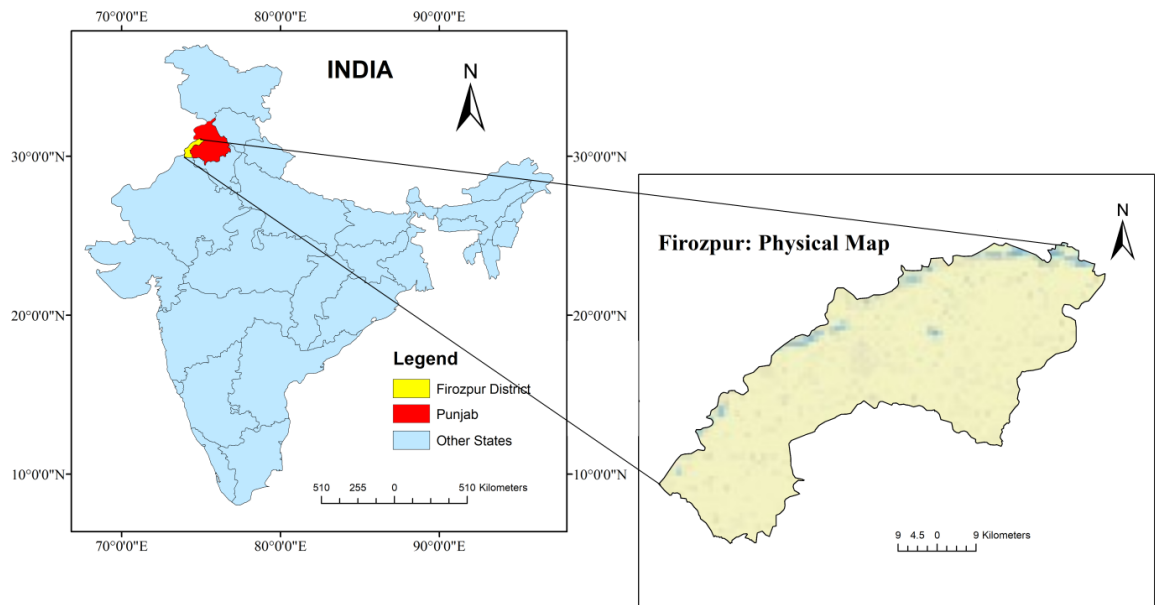 70°0'0"E 80°0'0"E 90°0'0"E
INDIA
N
30°0'0"N 30°0'0"N
20°0'0"N 20°0'0"N
10°0'0"N 10°0'0"N
Legend
Firozpur District
Punjab
Other States
510 255 0 510 Kilometers
70°0'0"E 80°0'0"E 90°0'0"E
N
Firozpur: Physical Map
9 4.5 0 9 Kilometers